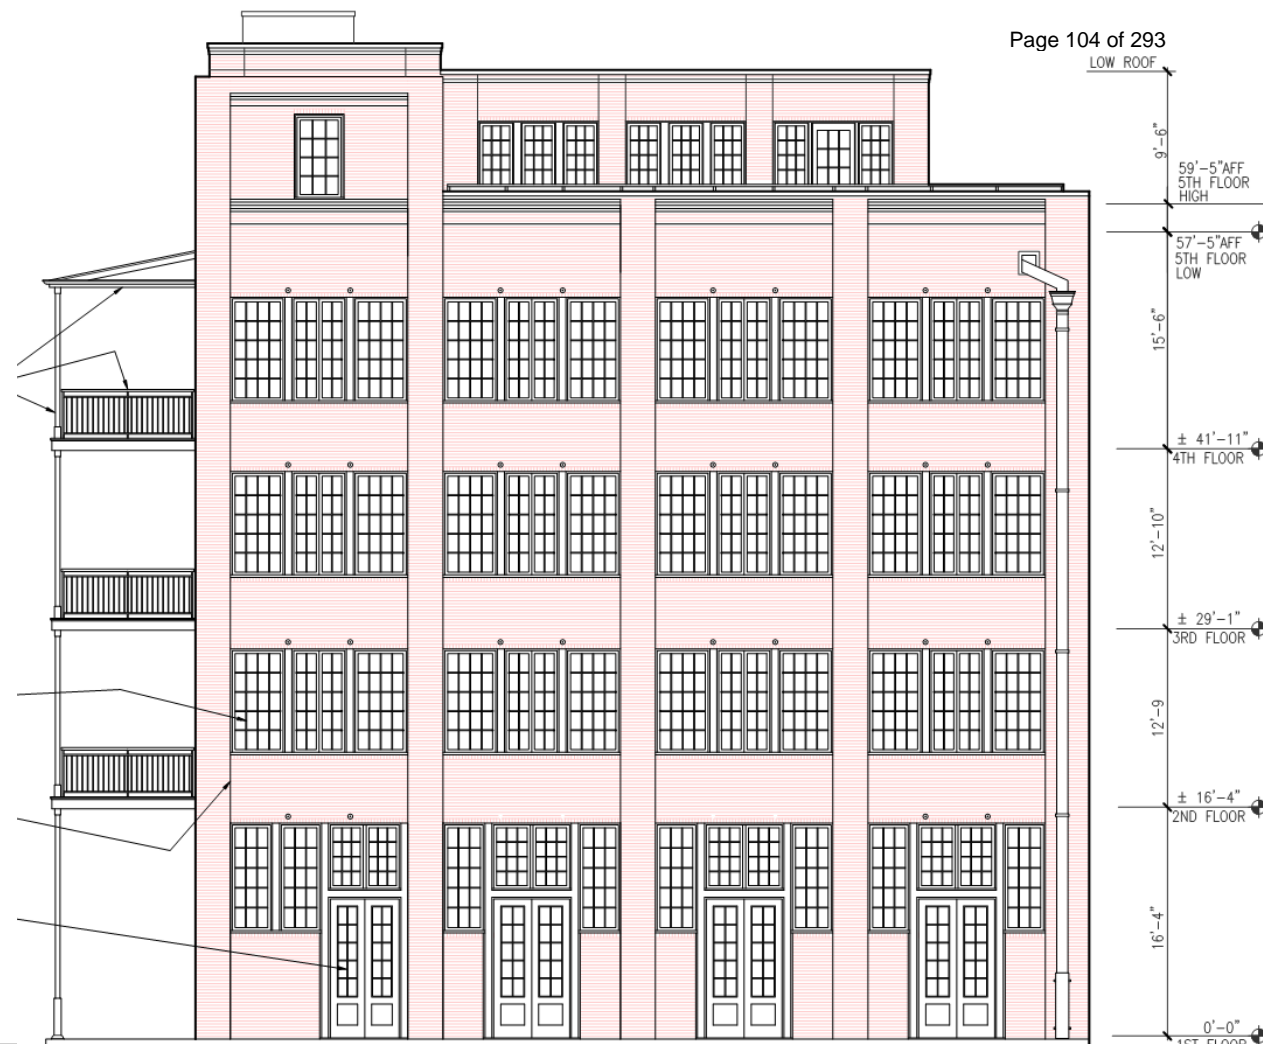 Page 104 of 293
LOW ROOF
9'-6"
59'-5"AFF
5TH FLOOR
HIGH
57'-5"AFF
5TH FLOOR
LOW
15'-6"
± 41'-11"
4TH FLOOR
12'-10"
± 29'-1"
3RD FLOOR
12'-9
± 16'-4"
2ND FLOOR
16'-4"
0'-0"
1ST FLOOR